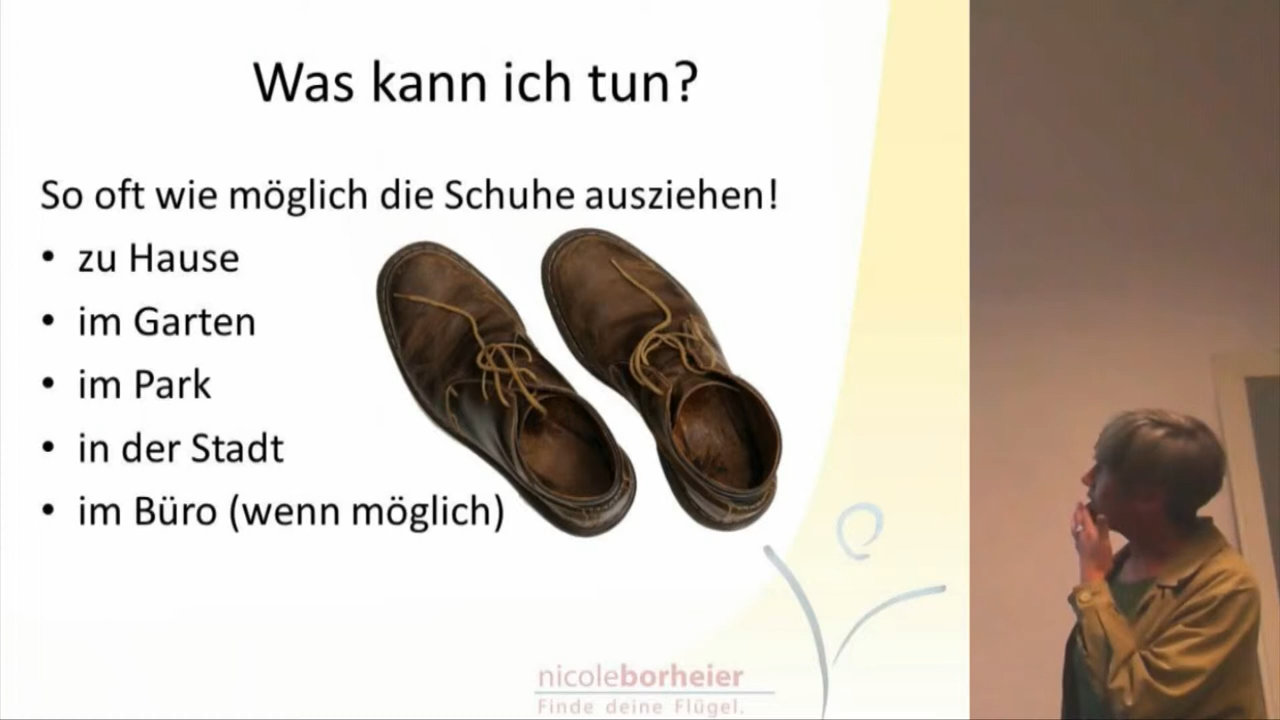 Was kann ich tun?
So oft wie möglich die Schuhe ausziehen!
• zu Hause
• im Garten
• im Park
• in der Stadt
• im Büro (wenn möglich)
nicoleborheier
Finde deine Flügel.